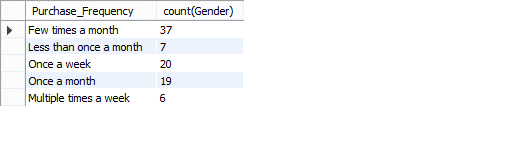 Purchase_Frequency count(Gender)
Few times a month 37
Less than once a month 7
Once a week 20
Once a month 19
Multiple times a week 6